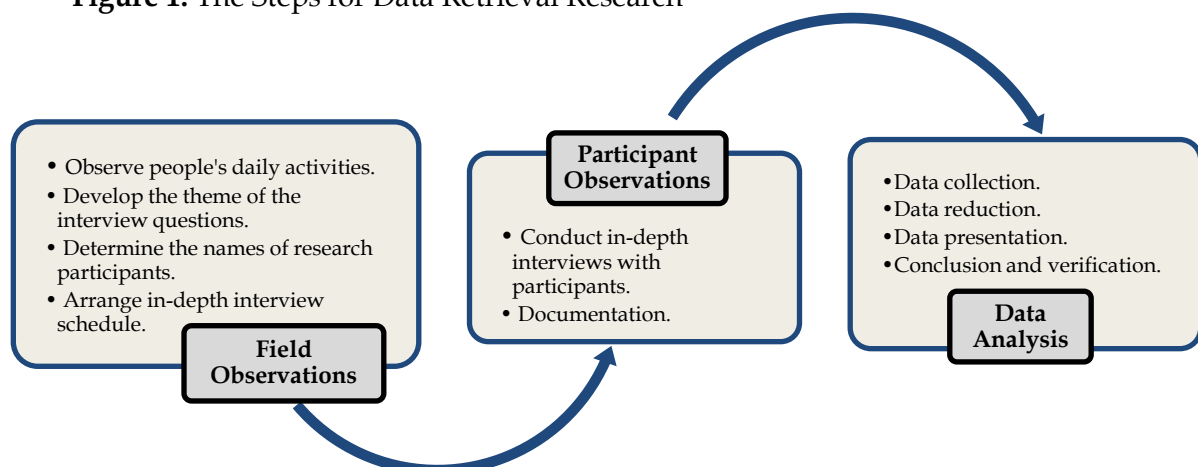 Figure 1. The Steps for Data Retrieval Research
• Observe people's daily activities.
• Develop the theme of the
interview questions.
• Determine the names of research
participants.
• Arrange in-depth interview
schedule.
Field
Observations
Participant
Observations
• Conduct in-depth
interviews with
participants.
• Documentation.
•Data collection.
•Data reduction.
•Data presentation.
•Conclusion and verification.
Data
Analysis